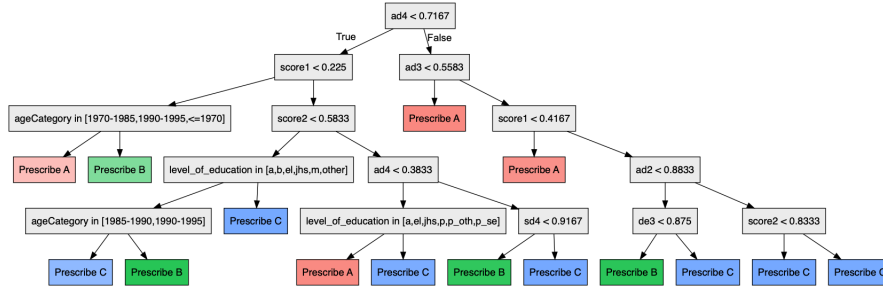 ad4 < 0.7167
True
False
score1 < 0.225
ad3 < 0.5583
ageCategory in [1970-1985,1990-1995,<=1970]
score2 < 0.5833
Prescribe A
score1 < 0.4167
Prescribe A
Prescribe B
level_of_education in [a,b,el,jhs,m,other]
ad4 < 0.3833
Prescribe A
ad2 < 0.8833
ageCategory in [1985-1990,1990-1995]
Prescribe C
level_of_education in [a,el,jhs,p,p_oth,p_se]
sd4 < 0.9167
de3 < 0.875
score2 < 0.8333
Prescribe C
Prescribe B
Prescribe A
Prescribe C
Prescribe B
Prescribe C
Prescribe B
Prescribe C
Prescribe C
Prescribe C